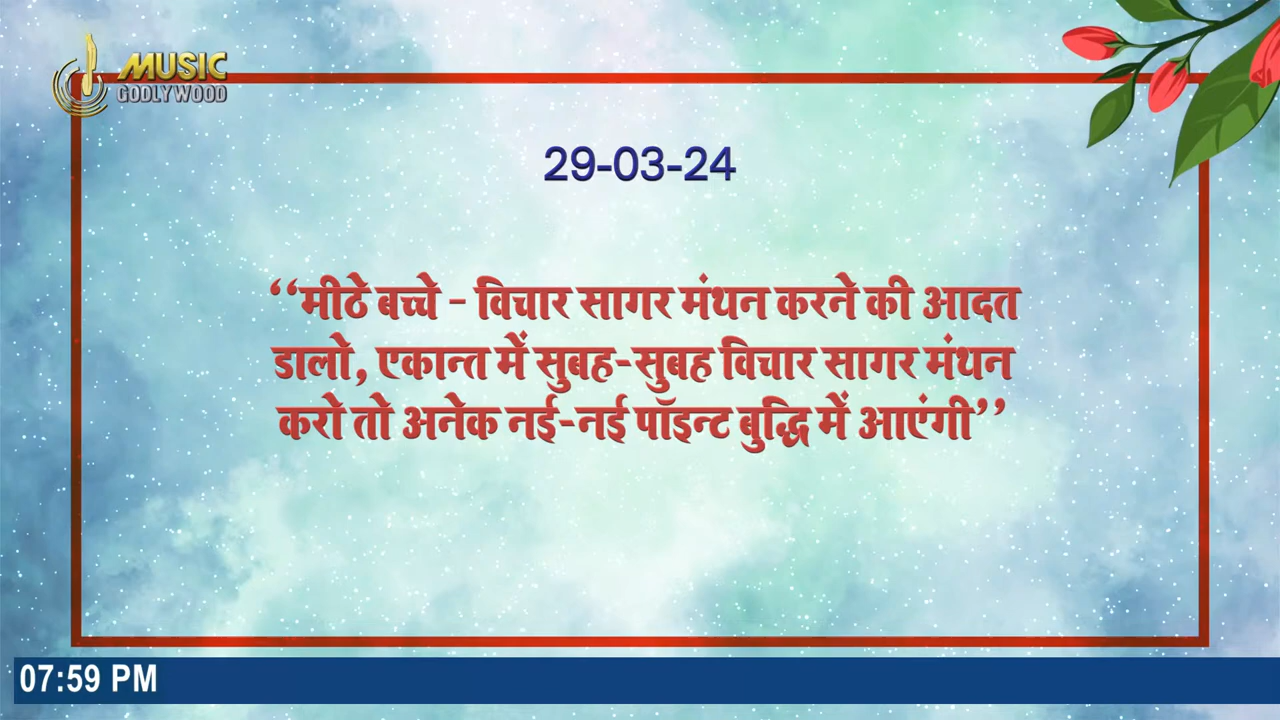 MUSIC
GODLYWOOD
29-03-24
‘‘मीठे बच्चे - विचार सागर मंथन करने की आदत
डालो, एकान्त में सुबह-सुबह विचार सागर मंथन
करो तो अनेक नई-नई पॉइन्ट बुद्धि में आएंगी’’
07:59 PM